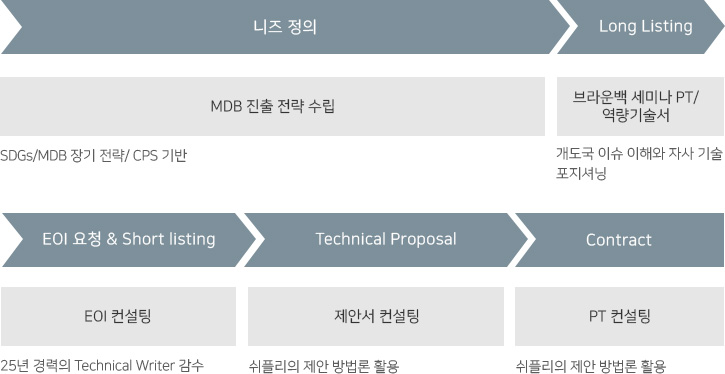 니즈 정의
Long Listing
MDB 진출 전략 수립
브라운백 세미나 PT/
역량기술서
SDGs/MDB 장기 전략/ CPS 기반
개도국 이슈 이해와 자사 기술
포지셔닝
EOI 요청 & Short listing
Technical Proposal
Contract
EOI 컨설팅
제안서 컨설팅
PT 컨설팅
25년 경력의 Technical Writer 감수
쉬플리의 제안 방법론 활용
쉬플리의 제안 방법론 활용